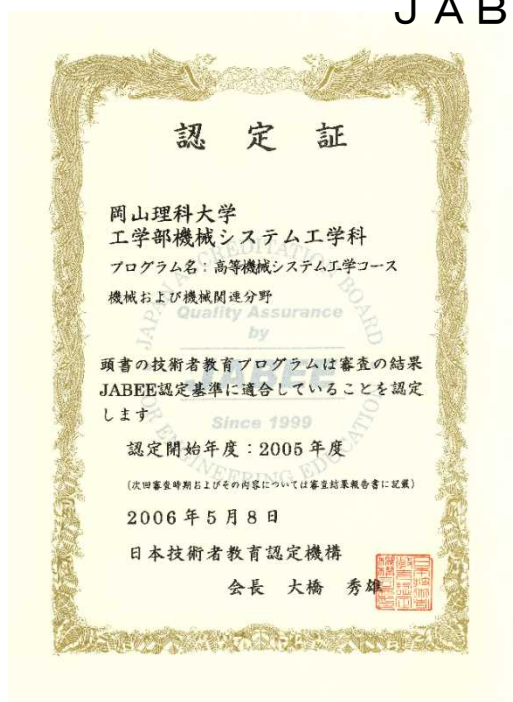 JAB
認定証
岡山理科大学
工学部機械システム工学科
プログラム名:高等機械システム工学コース
機械および機械関連分野
JAPAN ACCREDITATION BOARD
Quality Assurance
by
JABEE
Since 1999
FOR ENGINEERING EDUCATION
頭書の技術者教育プログラムは審査の結果
JABEE認定基準に適合していることを認定
します
認定開始年度:2005年度
(次回審査時期およびその内容については審査結果報告書に記載)
2006年5月8日
日本技術者教育認定機構
会長 大橋 秀雄